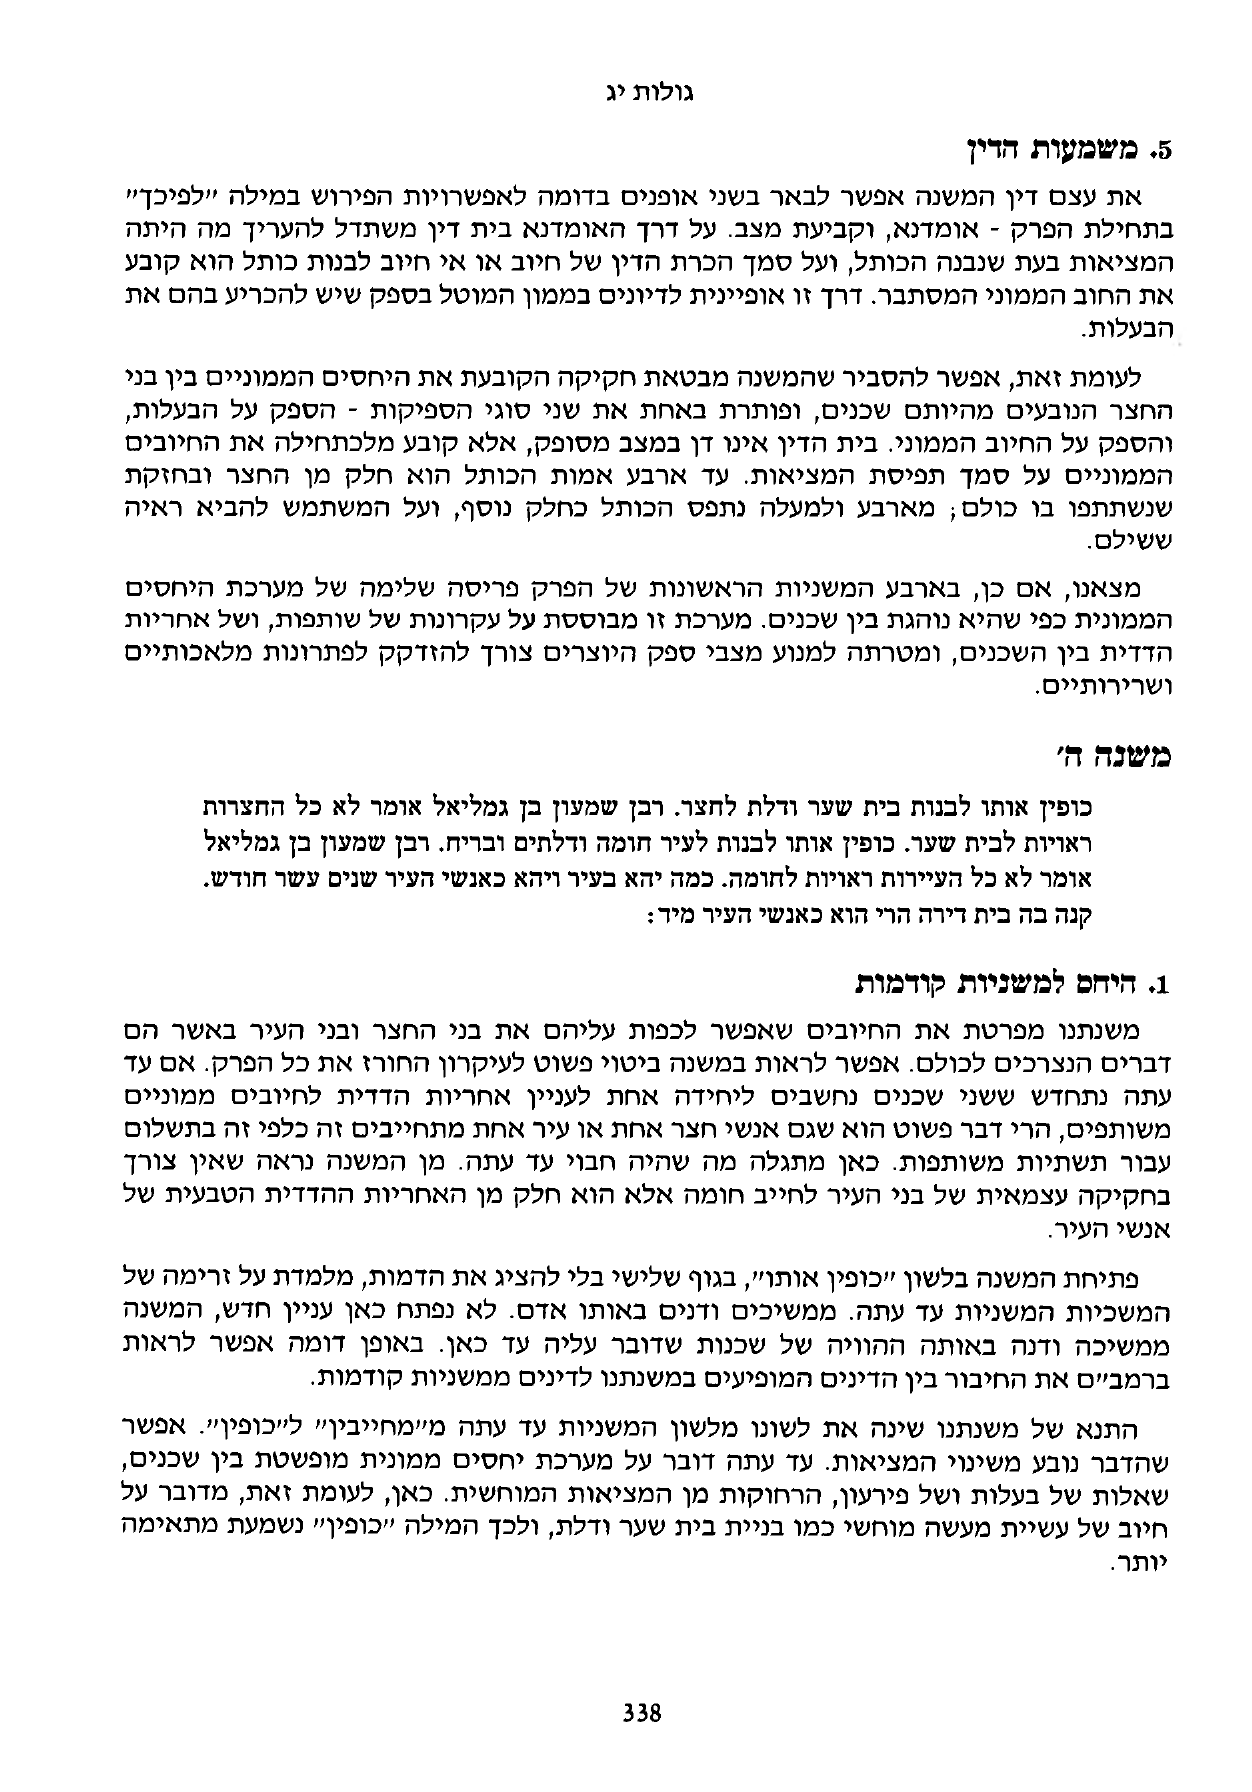 גולות יג
5. משמעות הדין
את עצם דין המשנה אפשר לבאר בשני אופנים בדומה לאפשרויות הפירוש במילה "לפיכך"
בתחילת הפרק - אומדנא, וקביעת מצב. על דרך האומדנא בית דין משתדל להעריך מה היתה
המציאות בעת שנבנה הכותל, ועל סמך הכרת הדין של חיוב או אי חיוב לבנות כותל הוא קובע
את החוב הממוני המסתבר. דרך זו אופיינית לדיונים בממון המוטל בספק שיש להכריע בהם את
הבעלות.
לעומת זאת, אפשר להסביר שהמשנה מבטאת חקיקה הקובעת את היחסים הממוניים בין בני
החצר הנובעים מהיותם שכנים, ופותרת באחת את שני סוגי הספיקות - הספק על הבעלות,
והספק על החיוב הממוני. בית הדין אינו דן במצב מסופק, אלא קובע מלכתחילה את החיובים
הממוניים על סמך תפיסת המציאות. עד ארבע אמות הכותל הוא חלק מן החצר ובחזקת
שנשתתפו בו כולם; מארבע ולמעלה נתפס הכותל כחלק נוסף, ועל המשתמש להביא ראיה
ששילם.
מצאנו, אם כן, בארבע המשניות הראשונות של הפרק פריסה שלימה של מערכת היחסים
הממונית כפי שהיא נוהגת בין שכנים. מערכת זו מבוססת על עקרונות של שותפות, ושל אחריות
הדדית בין השכנים, ומטרתה למנוע מצבי ספק היוצרים צורך להזדקק לפתרונות מלאכותיים
ושרירותיים.
משנה ה'
כופין אותו לבנות בית שער ודלת לחצר. רבן שמעון בן גמליאל אומר לא כל החצרות
ראויות לבית שער. כופין אותו לבנות לעיר חומה ודלתים ובריח. רבן שמעון בן גמליאל
אומר לא כל העיירות ראויות לחומה. כמה יהא בעיר ויהא כאנשי העיר שנים עשר חודש.
קנה בה בית דירה הרי הוא כאנשי העיר מיד:
1. היחס למשניות קודמות
משנתנו מפרטת את החיובים שאפשר לכפות עליהם את בני החצר ובני העיר באשר הם
דברים הנצרכים לכולם. אפשר לראות במשנה ביטוי פשוט לעיקרון החורז את כל הפרק. אם עד
עתה נתחדש ששני שכנים נחשבים ליחידה אחת לעניין אחריות הדדית לחיובים ממוניים
משותפים, הרי דבר פשוט הוא שגם אנשי חצר אחת או עיר אחת מתחייבים זה כלפי זה בתשלום
עבור תשתיות משותפות. כאן מתגלה מה שהיה חבוי עד עתה. מן המשנה נראה שאין צורך
בחקיקה עצמאית של בני העיר לחייב חומה אלא הוא חלק מן האחריות ההדדית הטבעית של
אנשי העיר.
פתיחת המשנה בלשון "כופין אותו", בגוף שלישי בלי להציג את הדמות, מלמדת על זרימה של
המשכיות המשניות עד עתה. ממשיכים ודנים באותו אדם. לא נפתח כאן עניין חדש, המשנה
ממשיכה ודנה באותה ההוויה של שכנות שדובר עליה עד כאן. באופן דומה אפשר לראות
ברמב"ם את החיבור בין הדינים המופיעים במשנתנו לדינים ממשניות קודמות.
התנא של משנתנו שינה את לשונו מלשון המשניות עד עתה מ"מחייבין" ל"כופין". אפשר
שהדבר נובע משינוי המציאות. עד עתה דובר על מערכת יחסים ממונית מופשטת בין שכנים,
שאלות של בעלות ושל פירעון, הרחוקות מן המציאות המוחשית. כאן, לעומת זאת, מדובר על
חיוב של עשיית מעשה מוחשי כמו בניית בית שער ודלת, ולכך המילה "כופין" נשמעת מתאימה
יותר.
338